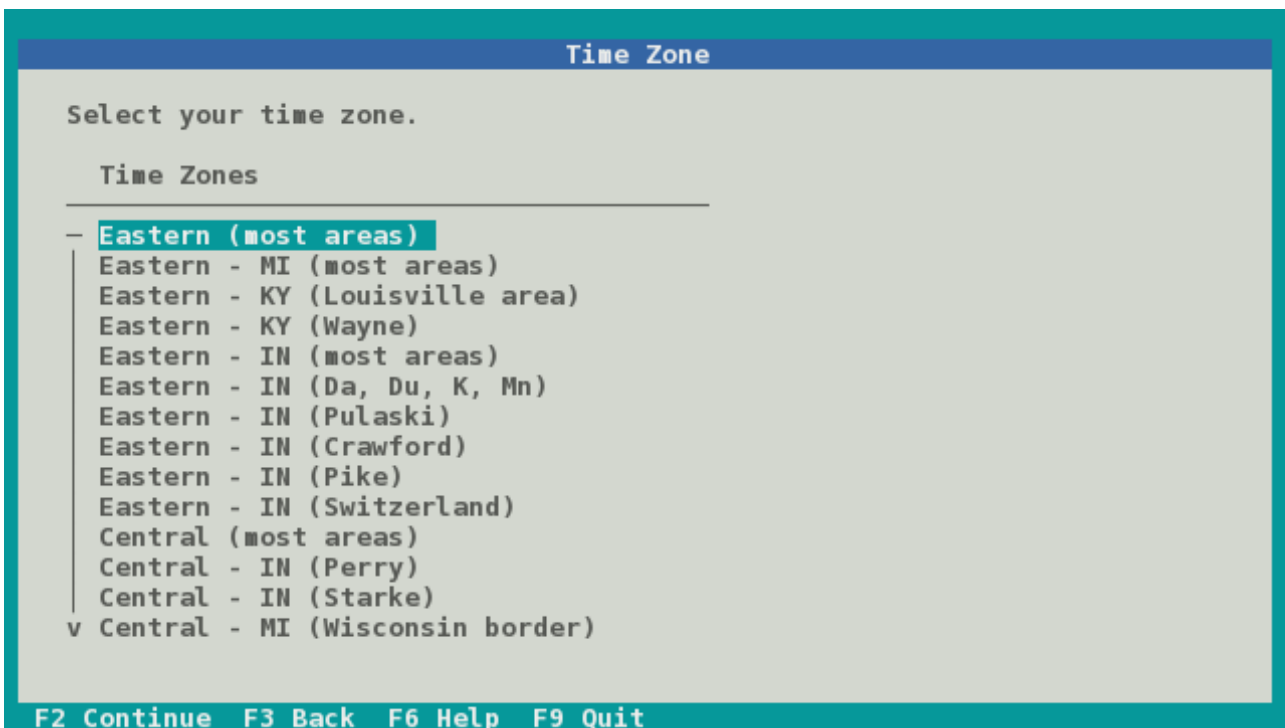 Time Zone
Select your time zone.
Time Zones
Eastern (most areas)
Eastern - MI (most areas)
Eastern - KY (Louisville area)
Eastern - KY (Wayne)
Eastern - IN (most areas)
Eastern - IN (Da, Du, K, Mn)
Eastern - IN (Pulaski)
Eastern - IN (Crawford)
Eastern - IN (Pike)
Eastern - IN (Switzerland)
Central (most areas)
Central - IN (Perry)
Central - IN (Starke)
v Central - MI (Wisconsin border)
F2 Continue F3 Back F6 Help F9 Quit